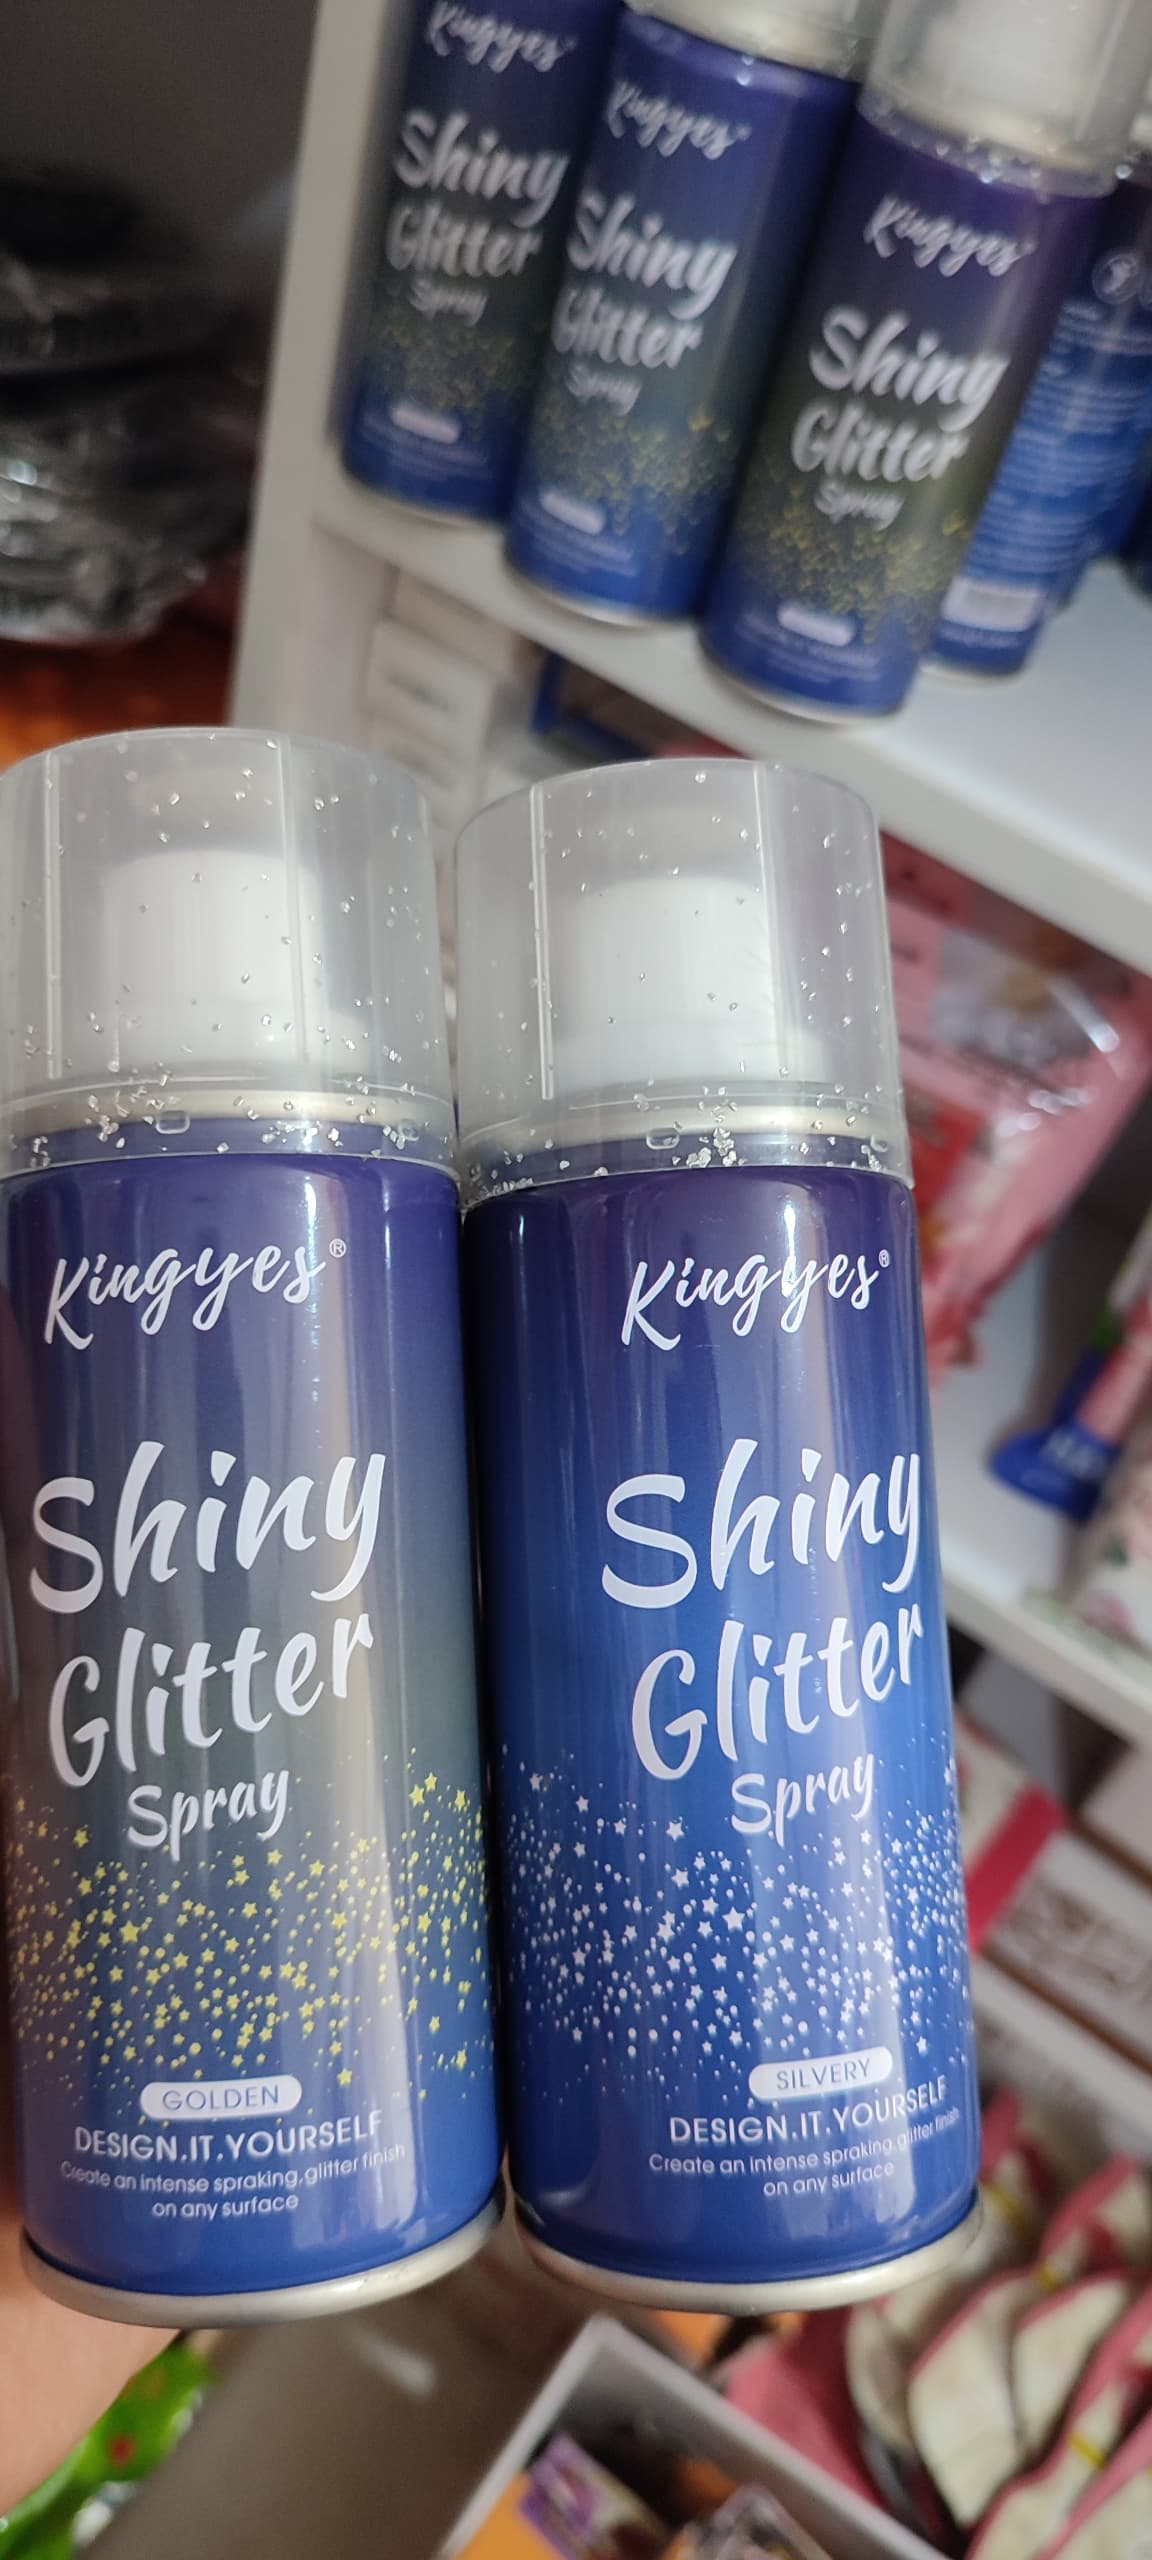 Kingyes
Shiny
Glitter
Spray
Kingyes
Shiny
Glitter
Spray
Kingyes
Shiny
Glitter
Spray
Kingyes®
Shiny
Glitter
Spray
GOLDEN
DESIGN.IT.YOURSELF
Create an intense spraking,glitter finish
on any surface
Kingyes®
Shiny
Glitter
Spray
SILVERY
DESIGN.IT.YOURSELF
Create an intense spraking,glitter finish
on any surface